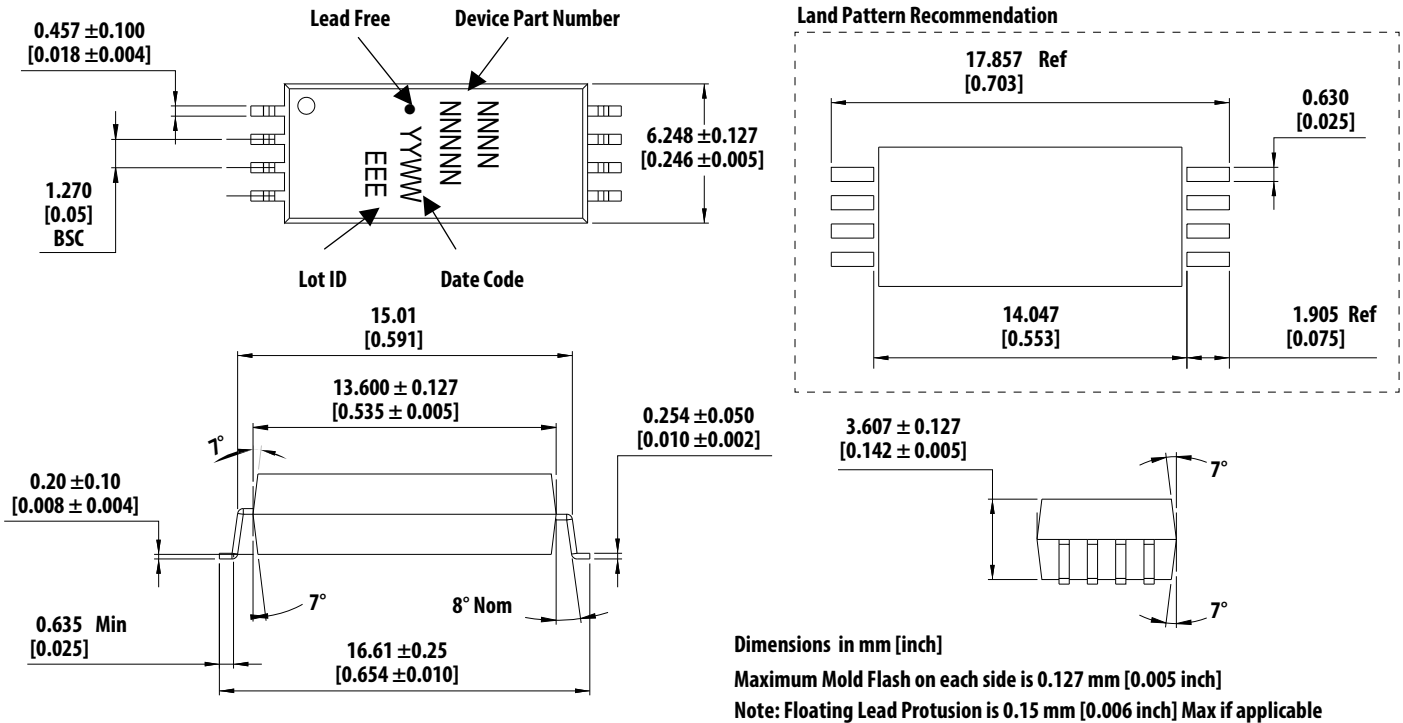 Lead Free
Device Part Number
0.457 ±0.100
[0.018 ±0.004]
NNNN
NNNNN
YYWW
EEE
6.248 ±0.127
[0.246 ±0.005]
1.270
[0.05]
BSC
Lot ID
Date Code
Land Pattern Recommendation
17.857 Ref
[0.703]
0.630
[0.025]
14.047
[0.553]
1.905 Ref
[0.075]
15.01
[0.591]
13.600 ± 0.127
[0.535 ± 0.005]
7°
0.254 ±0.050
[0.010 ±0.002]
0.20 ±0.10
[0.008 ± 0.004]
7°
8° Nom
0.635 Min
[0.025]
16.61 ±0.25
[0.654 ±0.010]
3.607 ± 0.127
[0.142 ± 0.005]
7°
7°
Dimensions in mm [inch]
Maximum Mold Flash on each side is 0.127 mm [0.005 inch]
Note: Floating Lead Protusion is 0.15 mm [0.006 inch] Max if applicable